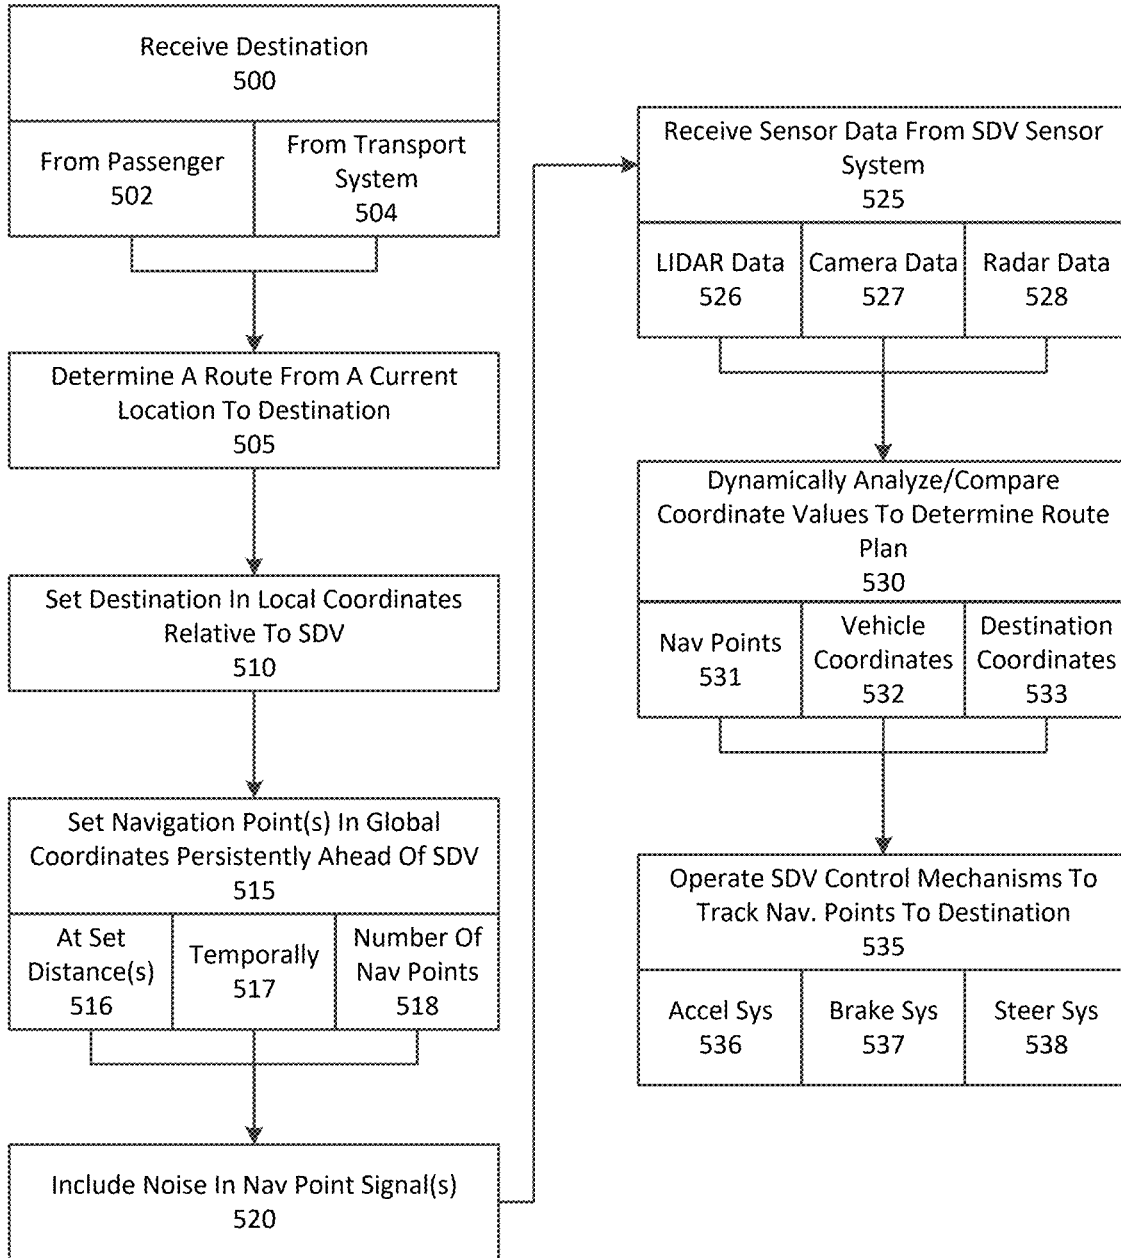 Receive Destination
500
From Passenger
502
From Transport
System
504
Determine A Route From A Current
Location To Destination
505
Set Destination In Local Coordinates
Relative To SDV
510
Set Navigation Point(s) In Global
Coordinates Persistently Ahead Of SDV
515
At Set
Distance(s)
516
Temporally
517
Number Of
Nav Points
518
Include Noise In Nav Point Signal(s)
520
Receive Sensor Data From SDV Sensor
System
525
LIDAR Data
526
Camera Data
527
Radar Data
528
Dynamically Analyze/Compare
Coordinate Values To Determine Route
Plan
530
Nav Points
531
Vehicle
Coordinates
532
Destination
Coordinates
533
Operate SDV Control Mechanisms To
Track Nav. Points To Destination
535
Accel Sys
536
Brake Sys
537
Steer Sys
538